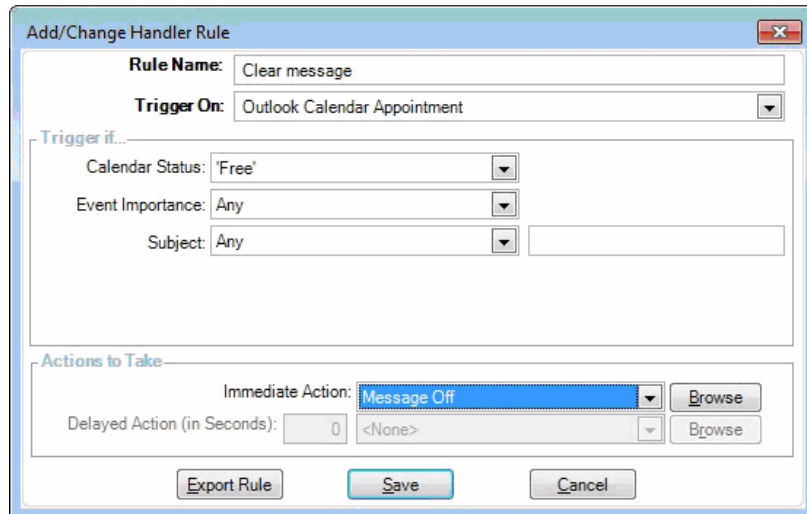 Add/Change Handler Rule
Rule Name: Clear message
Trigger On: Outlook Calendar Appointment
Trigger if...
Calendar Status: 'Free'
Event Importance: Any
Subject: Any
Actions to Take
Immediate Action: Message Off Browse
Delayed Action (in Seconds): 0 <None> Browse
Export Rule Save Cancel